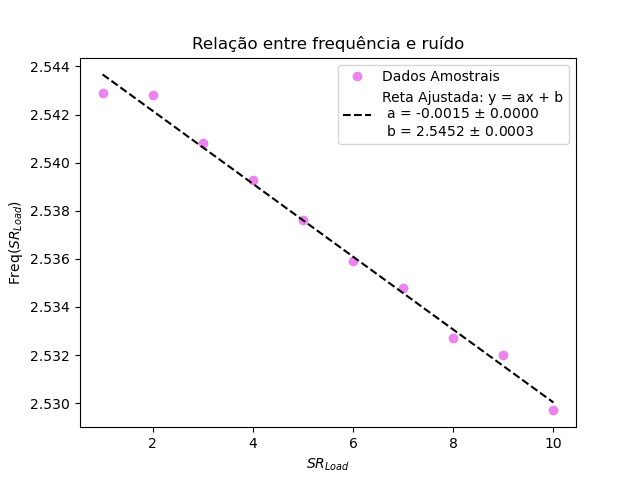 Relação entre frequência e ruído
Dados Amostrais
Reta Ajustada: y = ax + b
a = -0.0015 ± 0.0000
b = 2.5452 ± 0.0003
2.544
2.542
2.540
2.538
2.536
2.534
2.532
2.530
Freq(SR_Load)
2 4 6 8 10
SR_Load